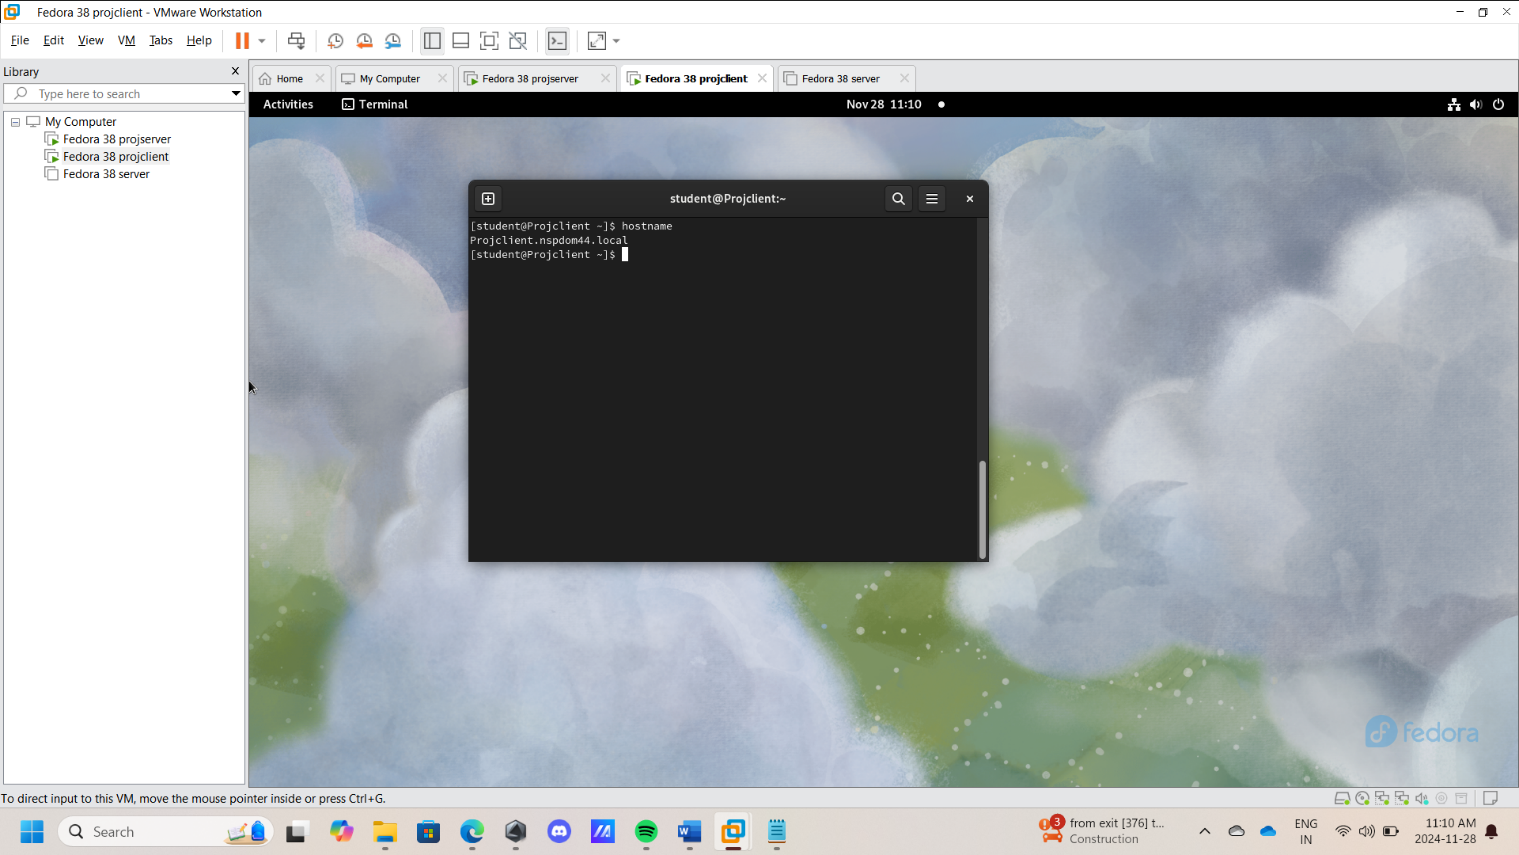 Fedora 38 projclient - VMware Workstation
File Edit View VM Tabs Help
Library
Type here to search
My Computer
Fedora 38 projserver
Fedora 38 projclient
Fedora 38 server
Home
My Computer
Fedora 38 projserver
Fedora 38 projclient
Fedora 38 server
Activities
Terminal
Nov 28 11:10
student@Projclient:~
[student@Projclient ~]$ hostname
Projclient.nspdom44.local
[student@Projclient ~]$
fedora
To direct input to this VM, move the mouse pointer inside or press Ctrl+G.
Search
3
from exit [376] t...
Construction
ENG
IN
11:10 AM
2024-11-28